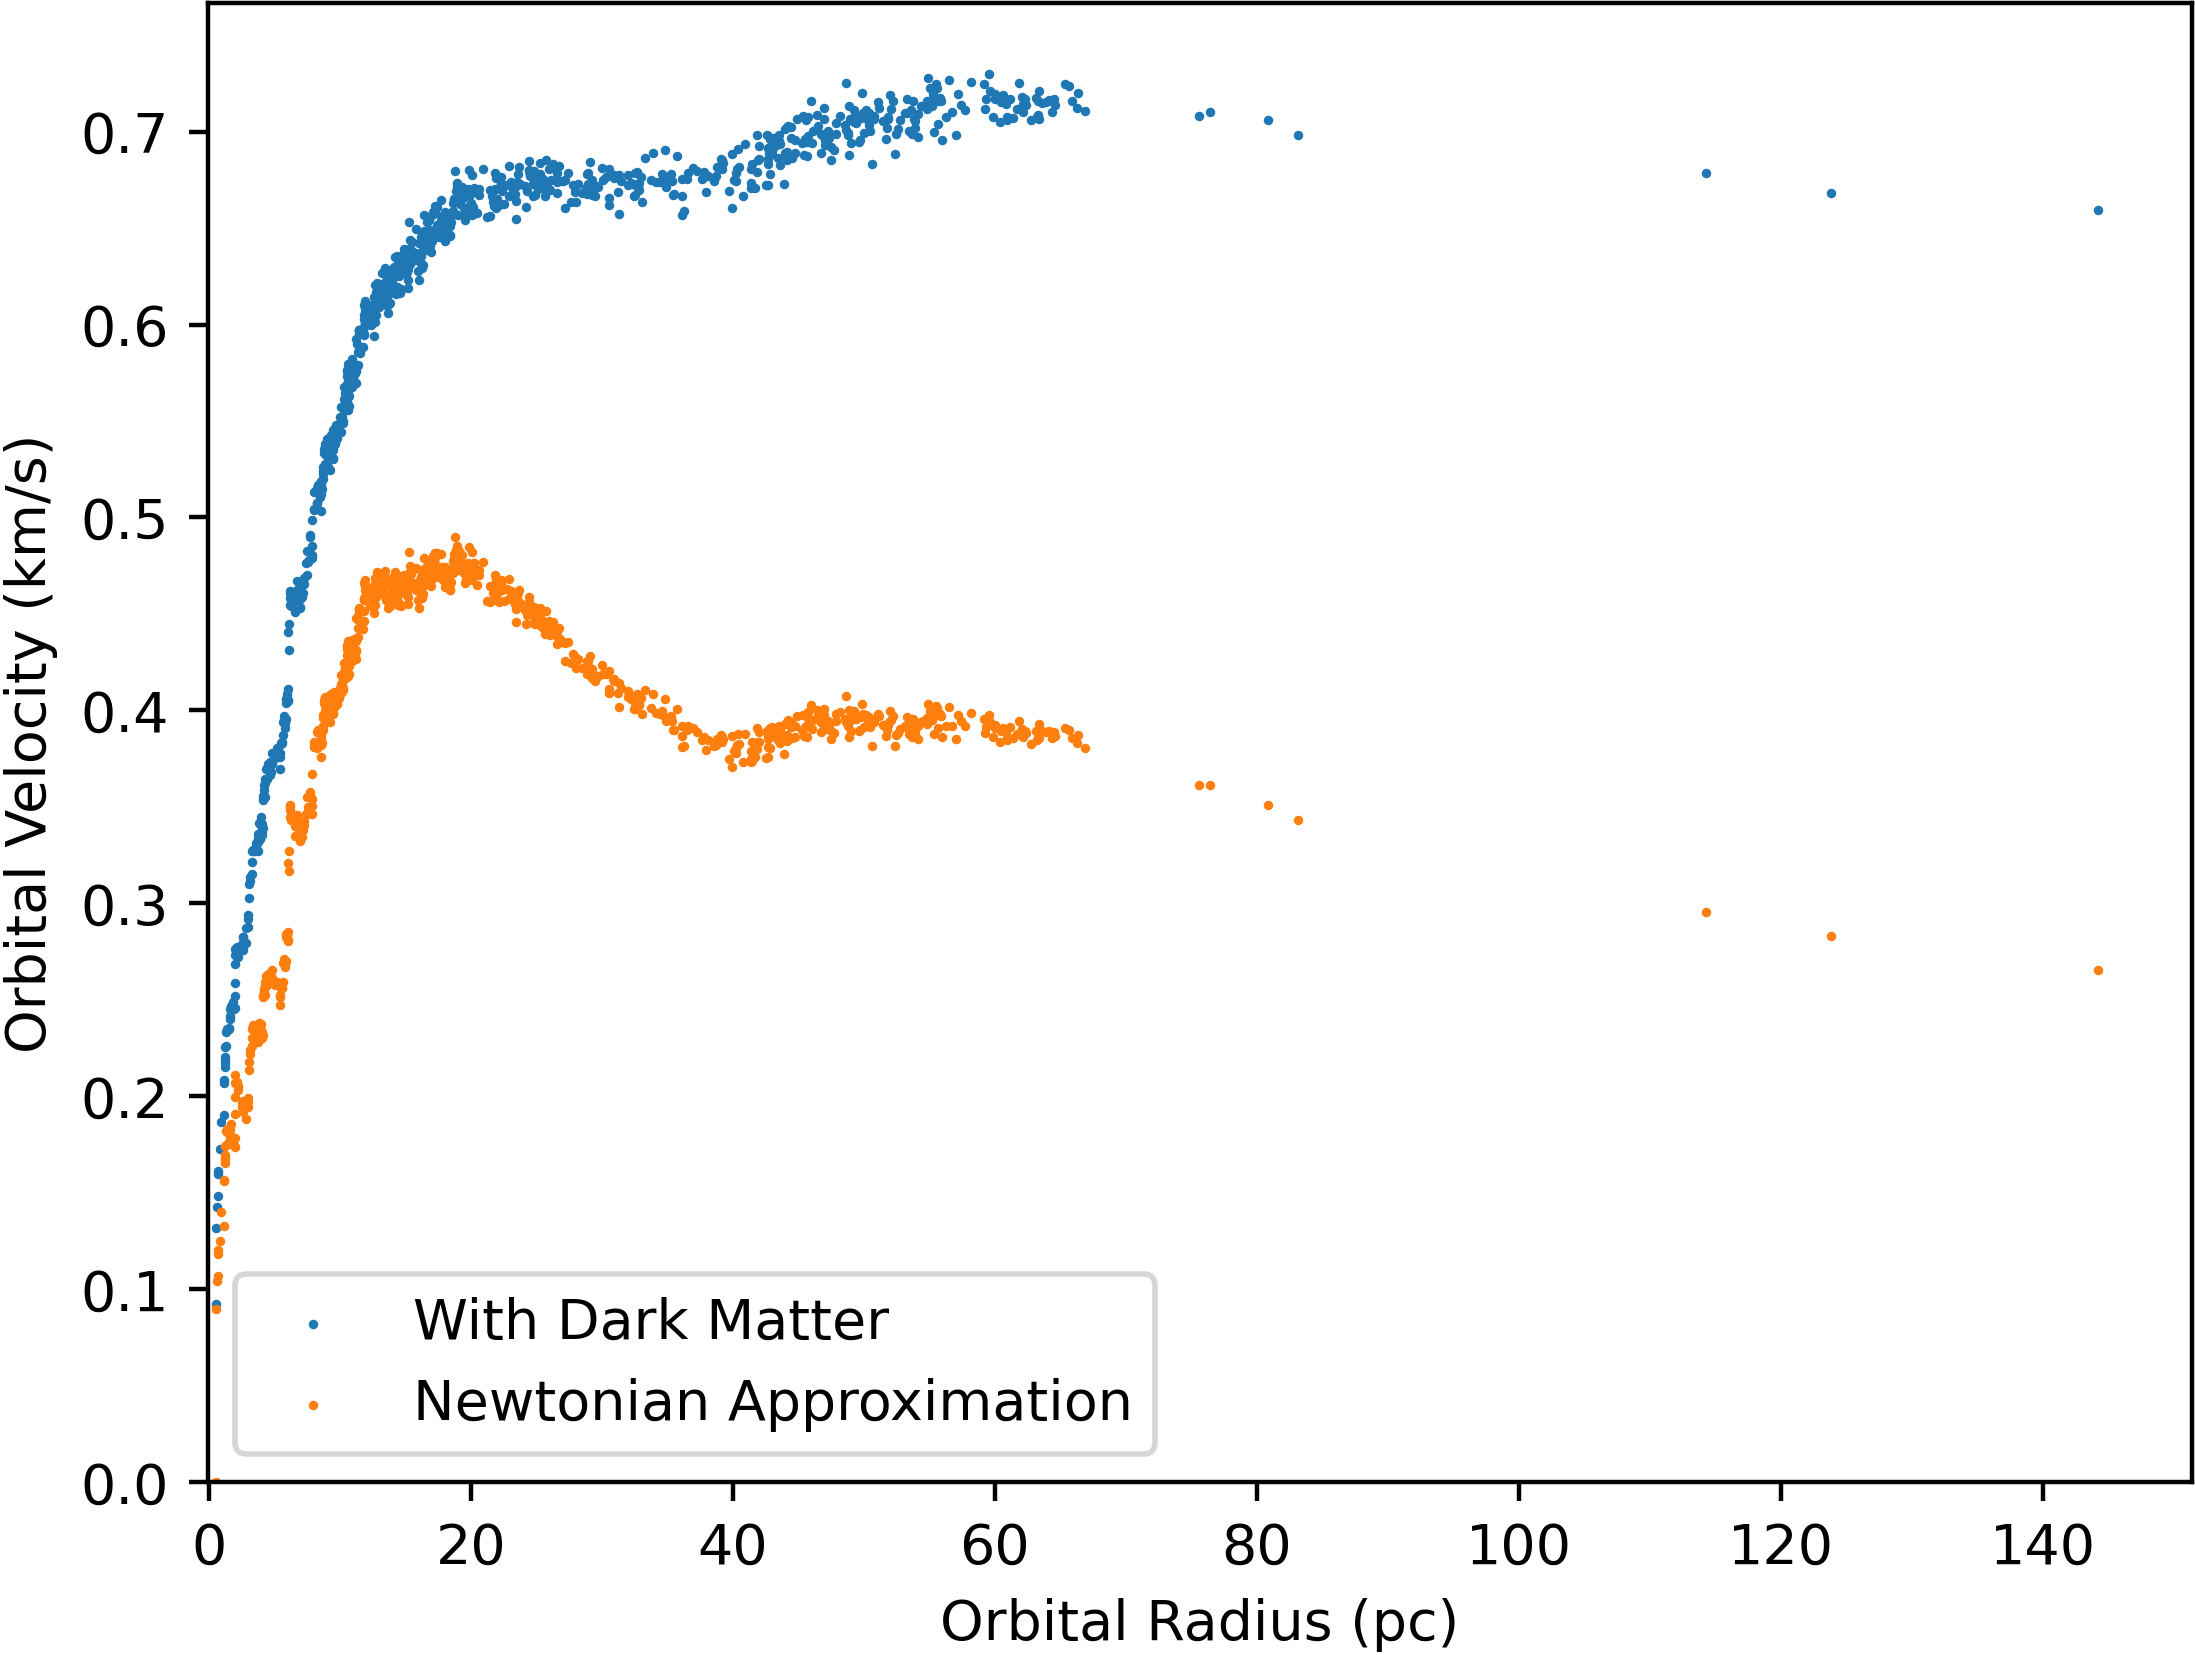 Orbital Velocity (km/s)
0.7
0.6
0.5
0.4
0.3
0.2
0.1
0.0
With Dark Matter
Newtonian Approximation
0 20 40 60 80 100 120 140
Orbital Radius (pc)